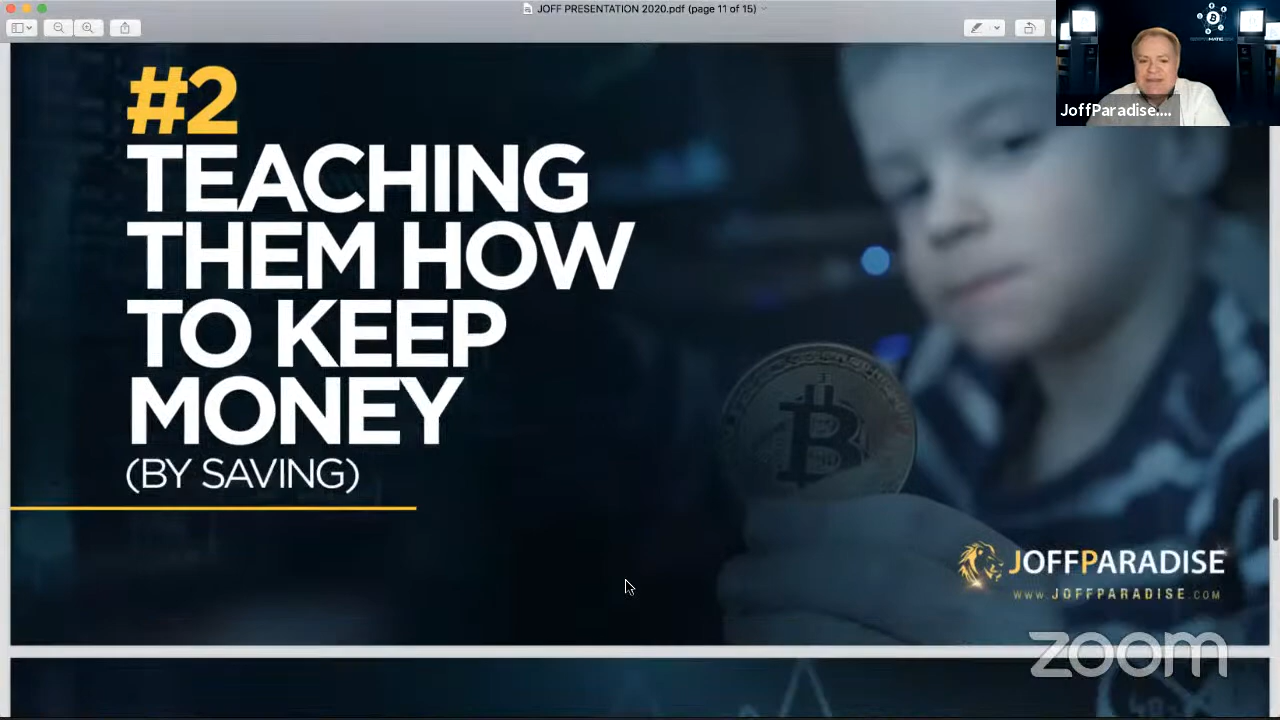 JOFF PRESENTATION 2020.pdf (page 11 of 15)
JoffParadise....
#2
TEACHING
THEM HOW
TO KEEP
MONEY
(BY SAVING)
JOFFPARADISE
WWW.JOFFPARADISE.COM
zoom